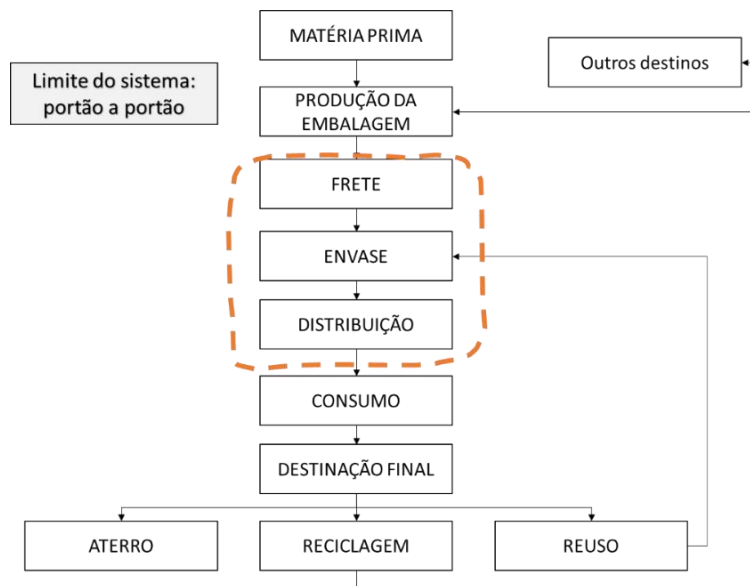 MATÉRIA PRIMA
Outros destinos
Limite do sistema:
portão a portão
PRODUÇÃO DA
EMBALAGEM
FRETE
ENVASE
DISTRIBUIÇÃO
CONSUMO
DESTINAÇÃO FINAL
ATERRO
RECICLAGEM
REUSO